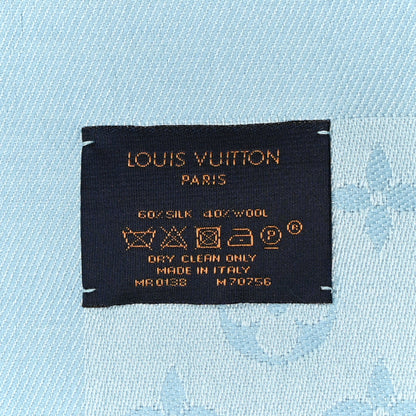 LOUIS VUITTON
PARIS
60% SILK 40% WOOL
P ®
DRY CLEAN ONLY
MADE IN ITALY
MR0138 M70756